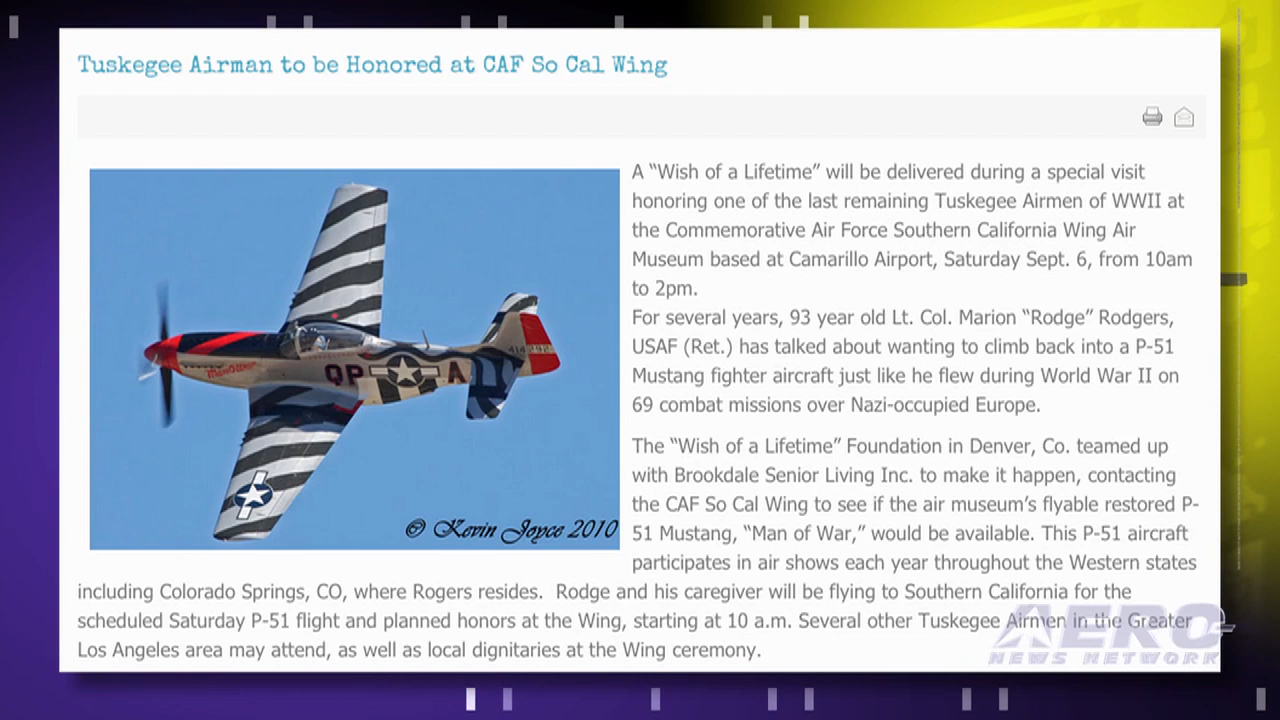 Tuskegee Airman to be Honored at CAF So Cal Wing
A “Wish of a Lifetime” will be delivered during a special visit
honoring one of the last remaining Tuskegee Airmen of WWII at
the Commemorative Air Force Southern California Wing Air
Museum based at Camarillo Airport, Saturday Sept. 6, from 10am
to 2pm.
For several years, 93 year old Lt. Col. Marion “Rodge” Rodgers,
USAF (Ret.) has talked about wanting to climb back into a P-51
Mustang fighter aircraft just like he flew during World War II on
69 combat missions over Nazi-occupied Europe.
The “Wish of a Lifetime” Foundation in Denver, Co. teamed up
with Brookdale Senior Living Inc. to make it happen, contacting
the CAF So Cal Wing to see if the air museum’s flyable restored P-
51 Mustang, “Man of War,” would be available. This P-51 aircraft
participates in air shows each year throughout the Western states
including Colorado Springs, CO, where Rogers resides.  Rodge and his caregiver will be flying to Southern California for the
scheduled Saturday P-51 flight and planned honors at the Wing, starting at 10 a.m. Several other Tuskegee Airmen in the Greater
Los Angeles area may attend, as well as local dignitaries at the Wing ceremony.
QP A
© Kevin Joyce 2010
AERO
NEWS NETWORK